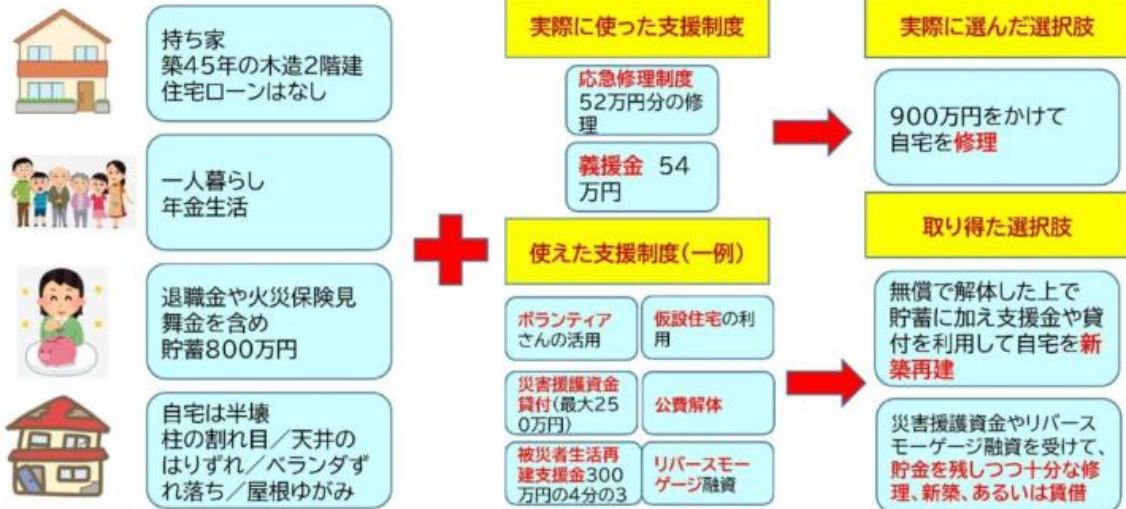 持ち家
築45年の木造2階建
住宅ローンはなし
一人暮らし
年金生活
退職金や火災保険見
舞金を含め
貯蓄800万円
自宅は半壊
柱の割れ目／天井の
はりずれ／ベランダず
れ落ち／屋根ゆがみ
実際に使った支援制度
応急修理制度
52万円分の修
理
義援金 54
万円
使えた支援制度(一例)
ボランティア
さんの活用
仮設住宅の利
用
災害援護資金
貸付(最大25
0万円)
公費解体
被災者生活再
建支援金300
万円の4分の3
リバースモー
ゲージ融資
実際に選んだ選択肢
900万円をかけて
自宅を修理
取り得た選択肢
無償で解体した上で
貯蓄に加え支援金や貸
付を利用して自宅を新
築再建
災害援護資金やリバース
モーゲージ融資を受けて、
貯金を残しつつ十分な修
理、新築、あるいは賃借